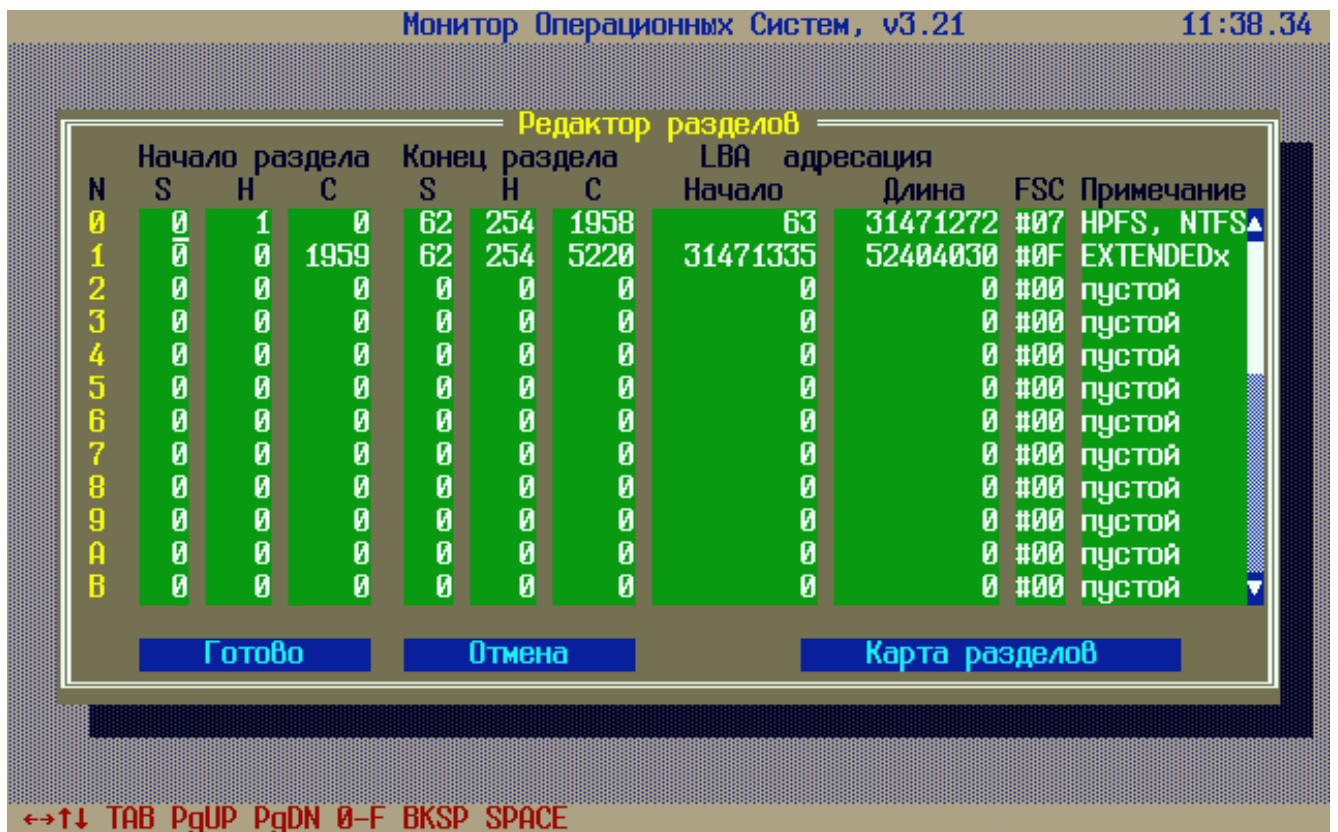 Монитор Операционных Систем, v3.21 11:38.34
Редактор разделов
Начало раздела Конец раздела LBA адресация
N S H C S H C Начало Длина FSC Примечание
0 0 1 0 62 254 1958 63 31471272 #07 HPFS, NTFS
1 0 0 1959 62 254 5220 31471335 52404030 #0F EXTENDEDx
2 0 0 0 0 0 0 0 0 #00 пустой
3 0 0 0 0 0 0 0 0 #00 пустой
4 0 0 0 0 0 0 0 0 #00 пустой
5 0 0 0 0 0 0 0 0 #00 пустой
6 0 0 0 0 0 0 0 0 #00 пустой
7 0 0 0 0 0 0 0 0 #00 пустой
8 0 0 0 0 0 0 0 0 #00 пустой
9 0 0 0 0 0 0 0 0 #00 пустой
A 0 0 0 0 0 0 0 0 #00 пустой
B 0 0 0 0 0 0 0 0 #00 пустой
Готово Отмена Карта разделов
←→↑↓ TAB PgUP PgDN 0-F BKSP SPACE